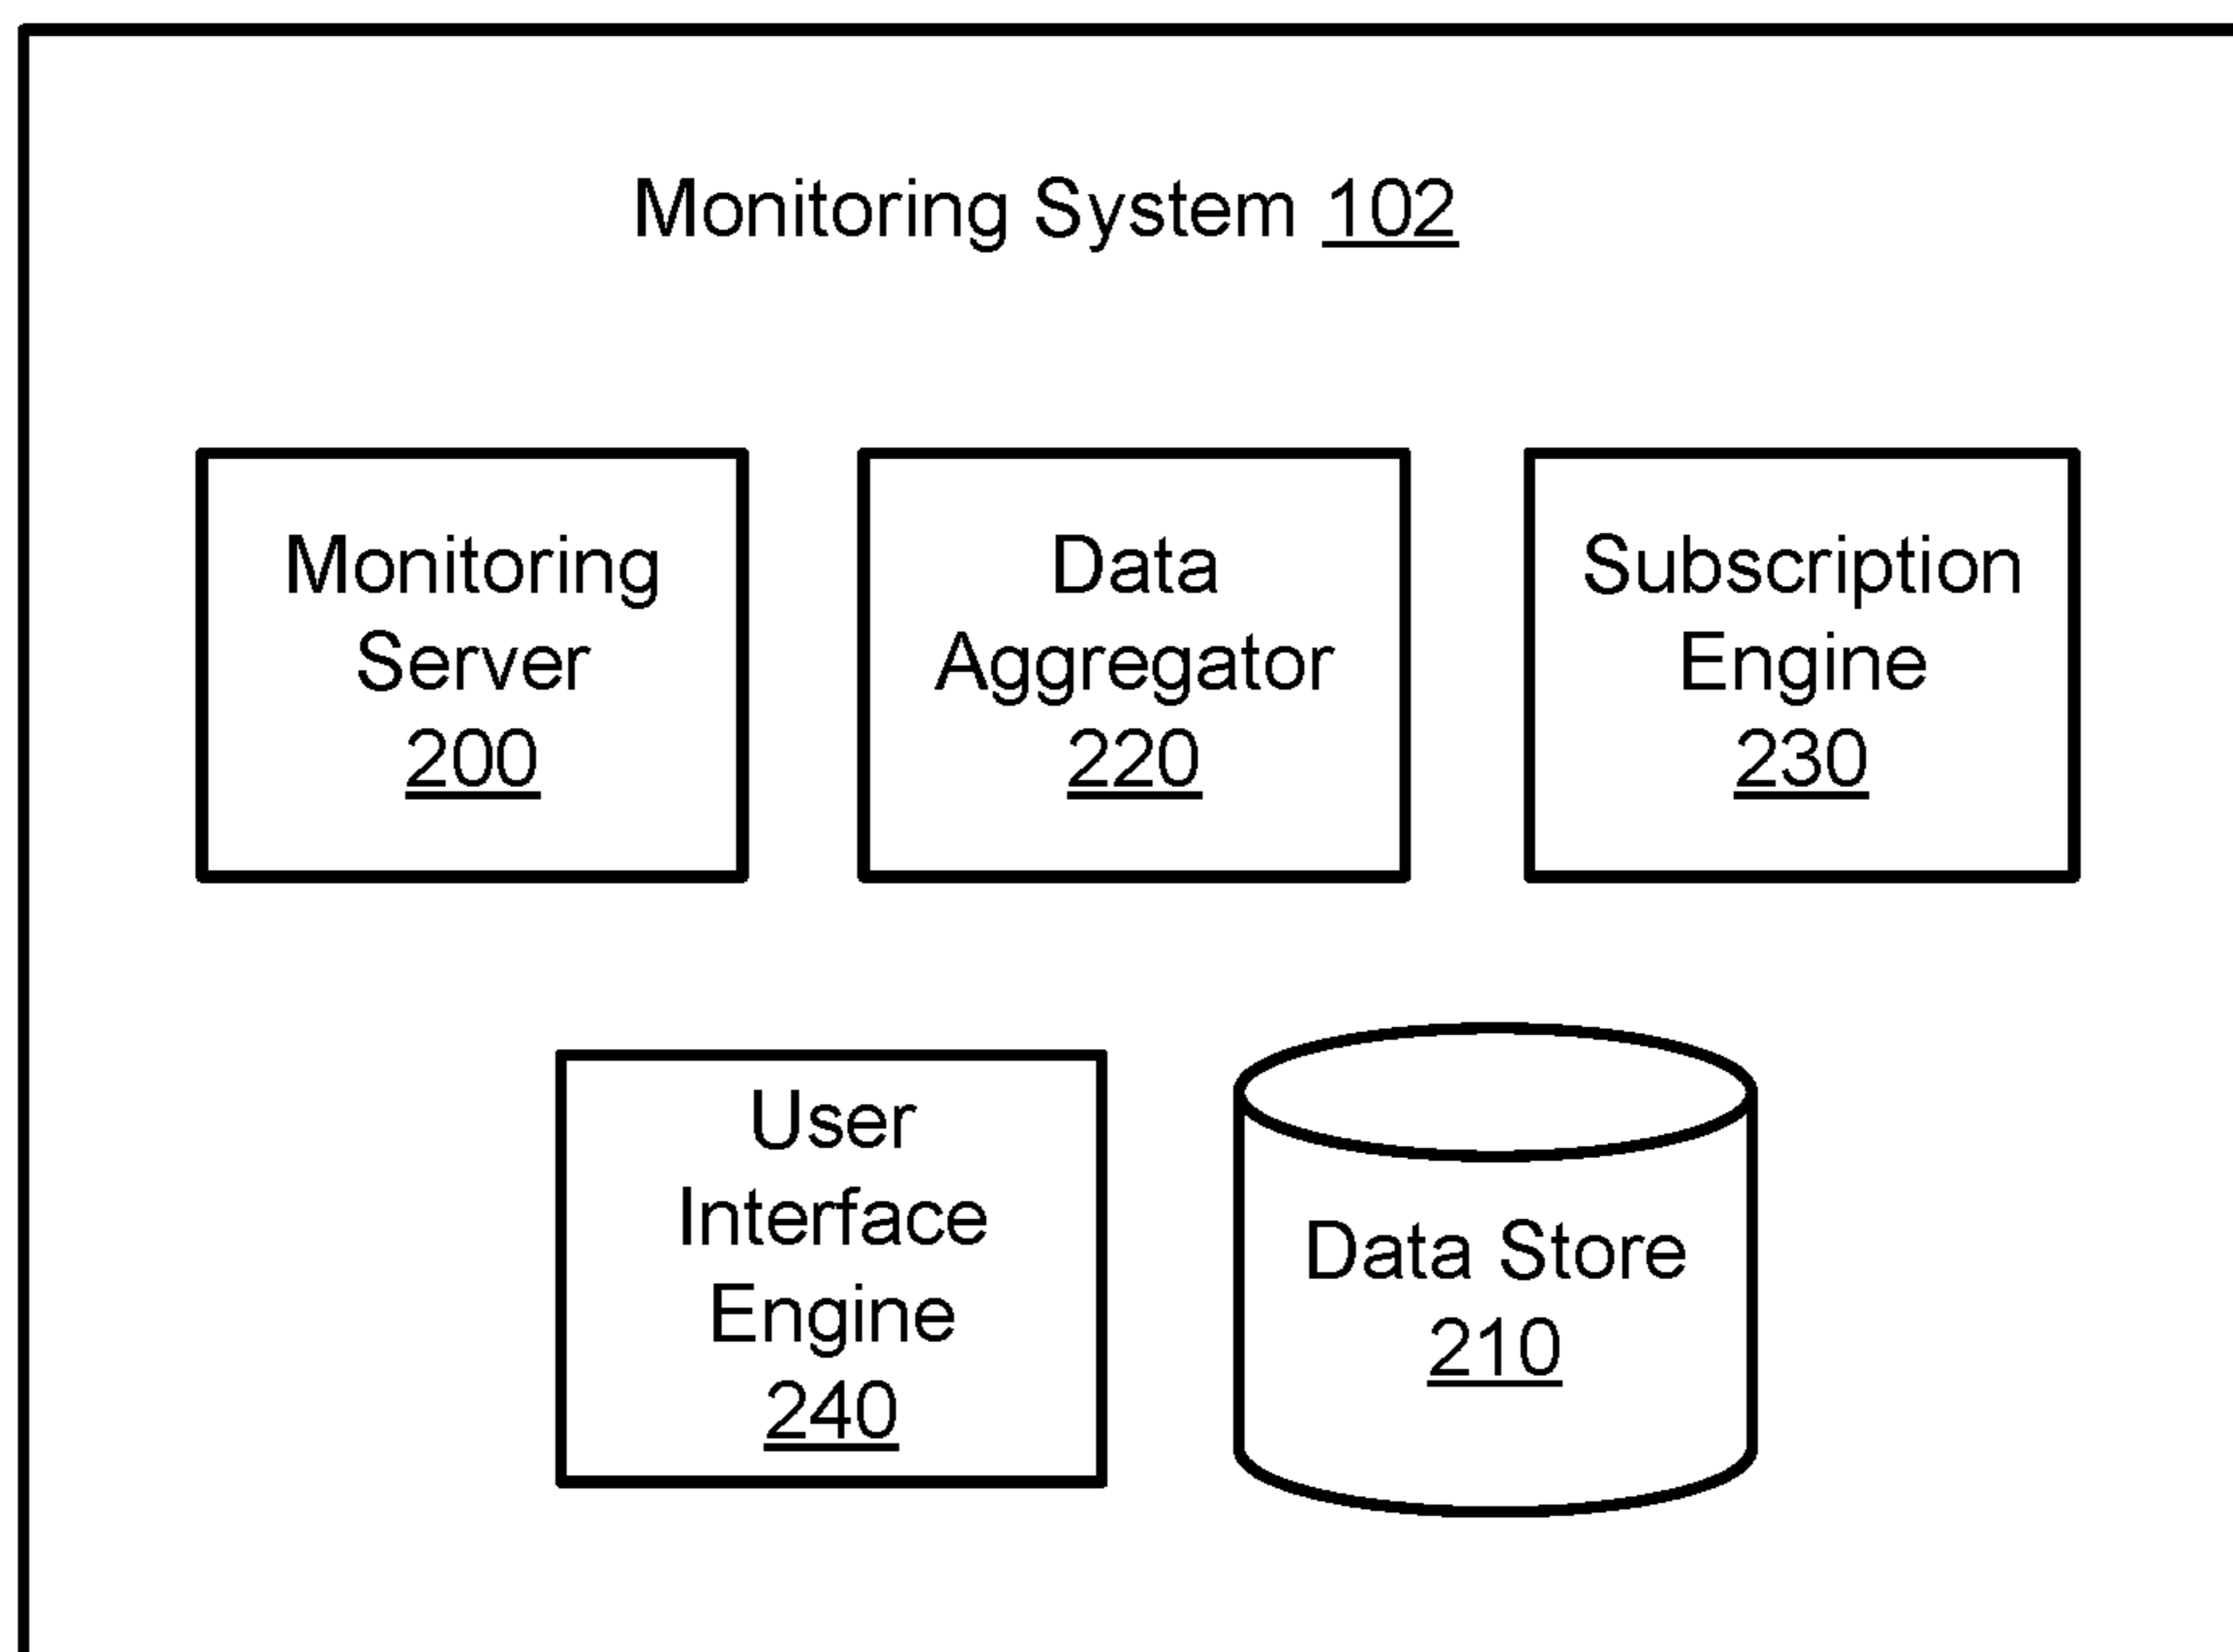 Monitoring System 102
Monitoring
Server
200
Data
Aggregator
220
Subscription
Engine
230
User
Interface
Engine
240
Data Store
210